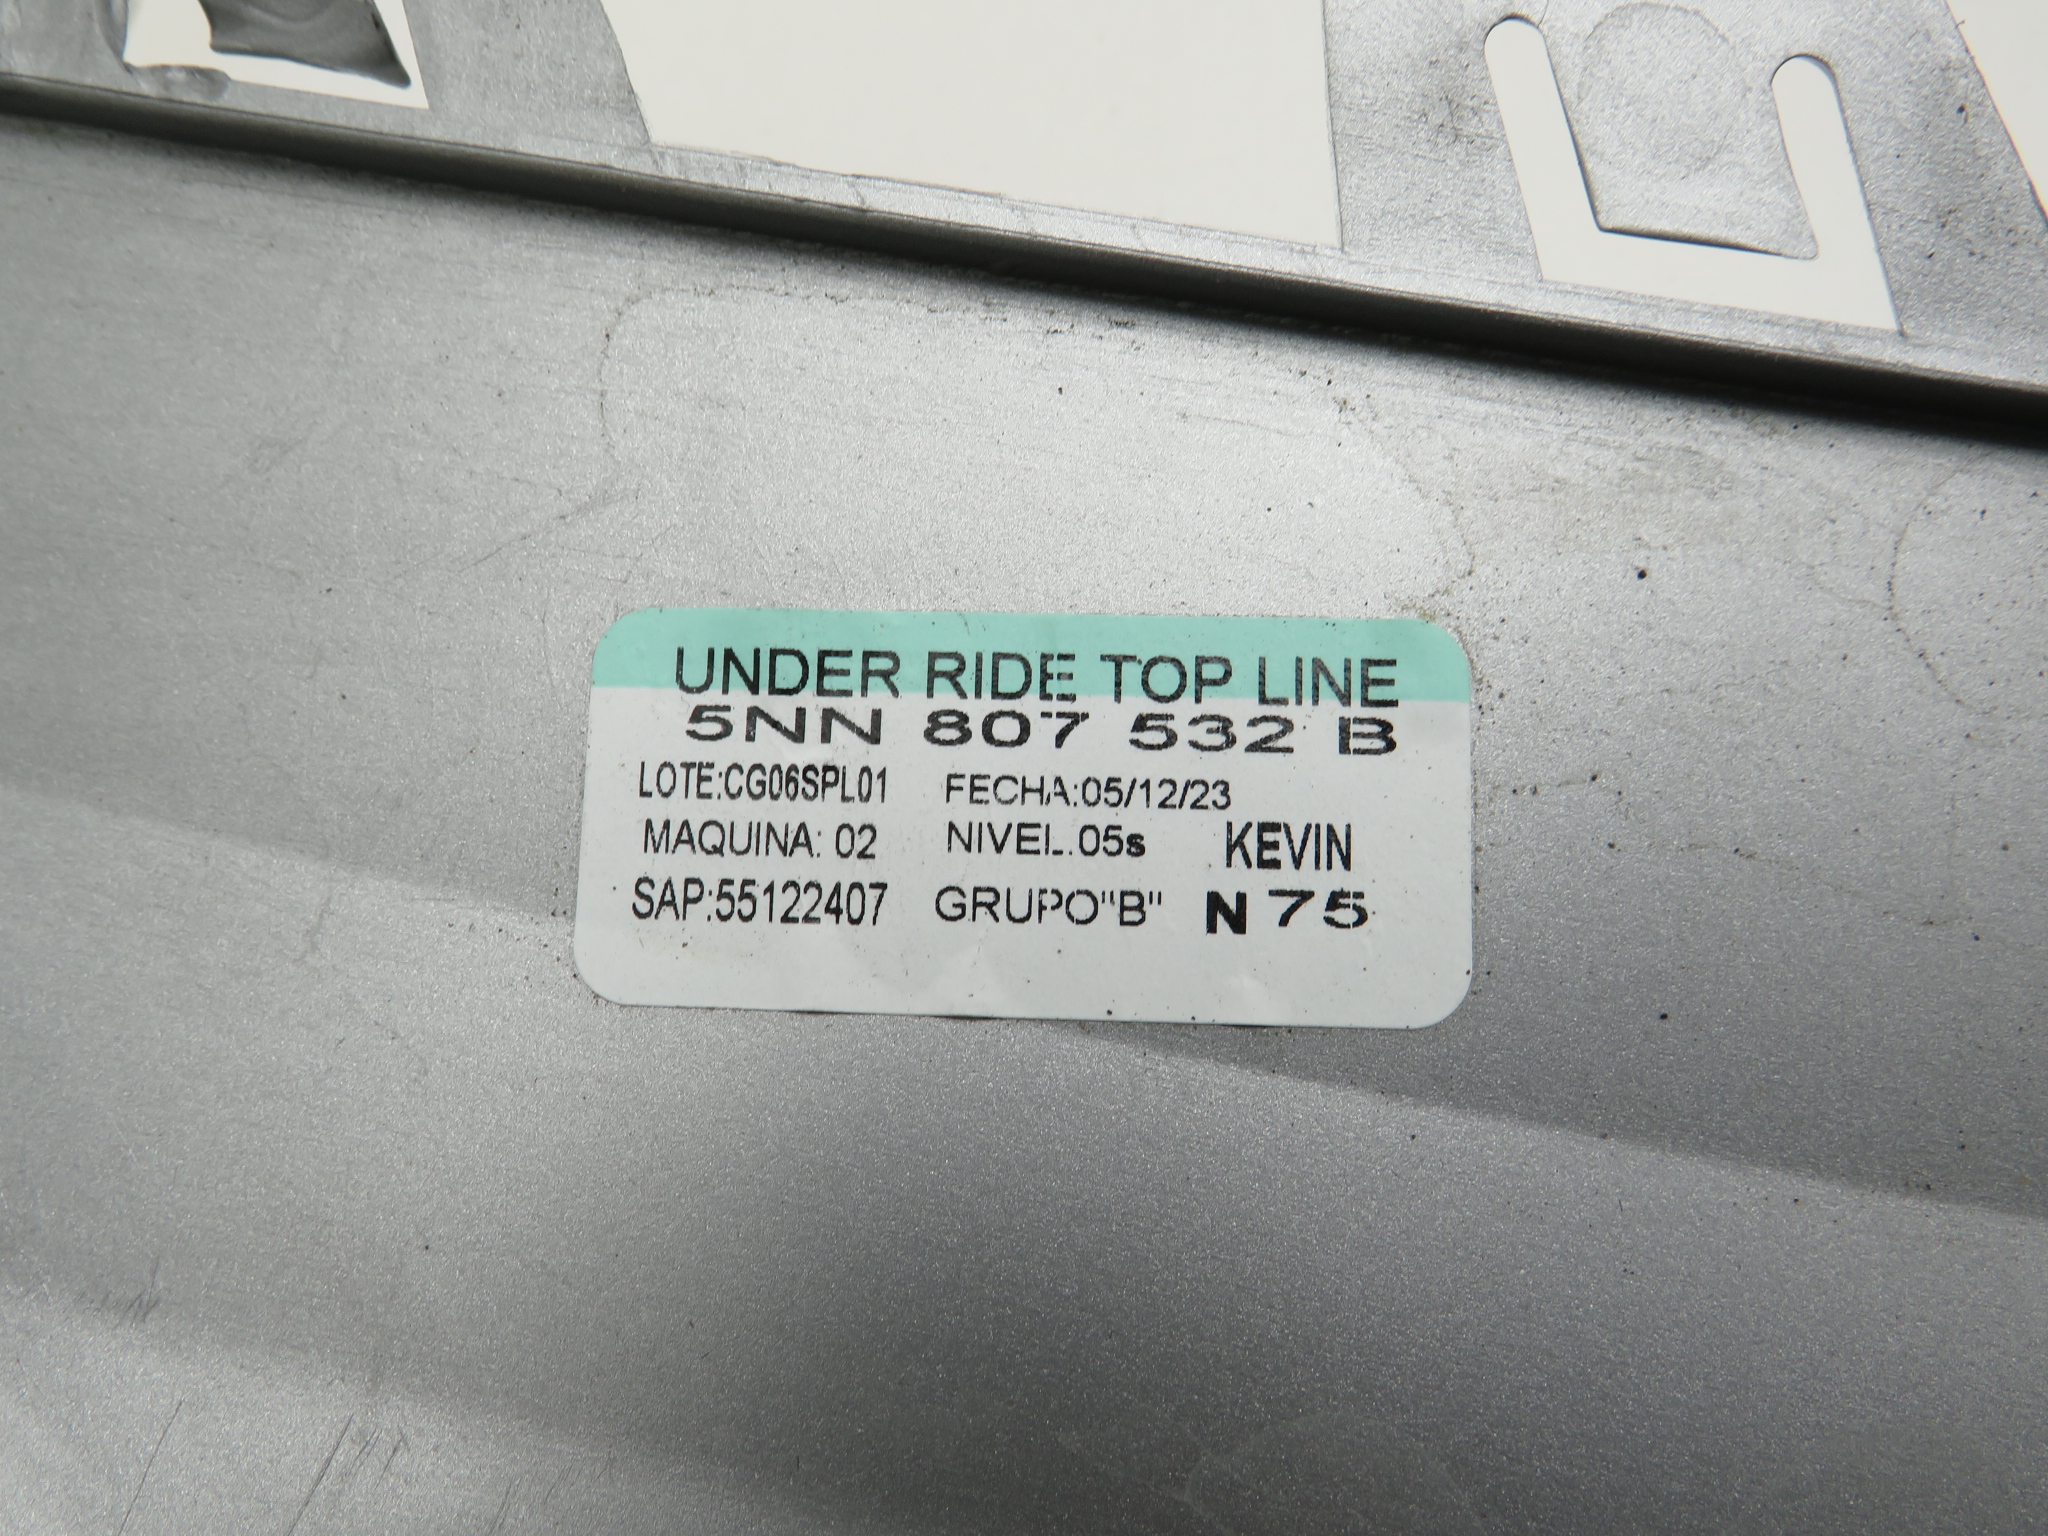 UNDER RIDE TOP LINE
5NN 807 532 B
LOTE:CG06SPL01 FECHA:05/12/23
MAQUINA: 02 NIVEL.05s KEVIN
SAP:55122407 GRUPO"B" N 75